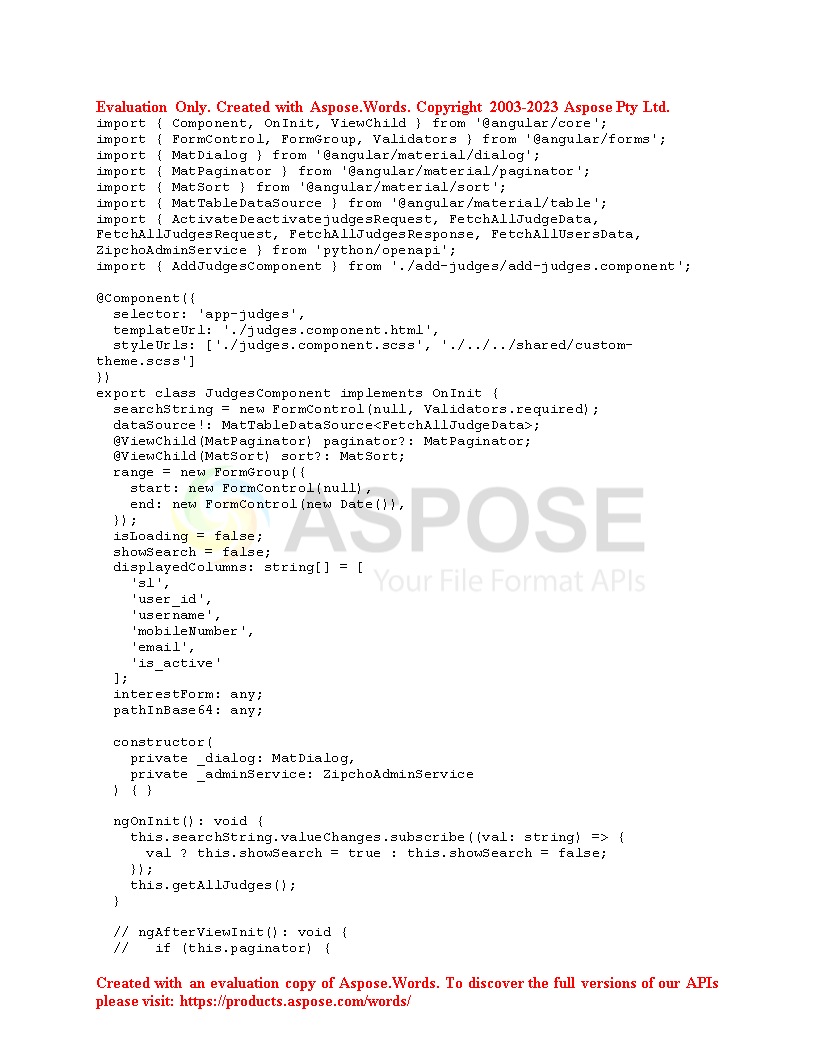 Evaluation Only. Created with Aspose.Words. Copyright 2003-2023 Aspose Pty Ltd.
import { Component, OnInit, ViewChild } from '@angular/core';
import { FormControl, FormGroup, Validators } from '@angular/forms';
import { MatDialog } from '@angular/material/dialog';
import { MatPaginator } from '@angular/material/paginator';
import { MatSort } from '@angular/material/sort';
import { MatTableDataSource } from '@angular/material/table';
import { ActivateDeactivatejudgesRequest, FetchAllJudgeData,
FetchAllJudgesRequest, FetchAllJudgesResponse, FetchAllUsersData,
ZipchoAdminService } from 'python/openapi';
import { AddJudgesComponent } from './add-judges/add-judges.component';

@Component({
  selector: 'app-judges',
  templateUrl: './judges.component.html',
  styleUrls: ['./judges.component.scss', './../../shared/custom-
theme.scss']
})
export class JudgesComponent implements OnInit {
  searchString = new FormControl(null, Validators.required);
  dataSource!: MatTableDataSource<FetchAllJudgeData>;
  @ViewChild(MatPaginator) paginator?: MatPaginator;
  @ViewChild(MatSort) sort?: MatSort;
  range = new FormGroup({
    start: new FormControl(null),
    end: new FormControl(new Date()),
  });
  isLoading = false;
  showSearch = false;
  displayedColumns: string[] = [
    'sl',
    'user_id',
    'username',
    'mobileNumber',
    'email',
    'is_active'
  ];
  interestForm: any;
  pathInBase64: any;

  constructor(
    private _dialog: MatDialog,
    private _adminService: ZipchoAdminService
  ) { }

  ngOnInit(): void {
    this.searchString.valueChanges.subscribe((val: string) => {
      val ? this.showSearch = true : this.showSearch = false;
    });
    this.getAllJudges();
  }

  // ngAfterViewInit(): void {
  //   if (this.paginator) {
ASPOSE
Your File Format APIs
Created with an evaluation copy of Aspose.Words. To discover the full versions of our APIs
please visit: https://products.aspose.com/words/